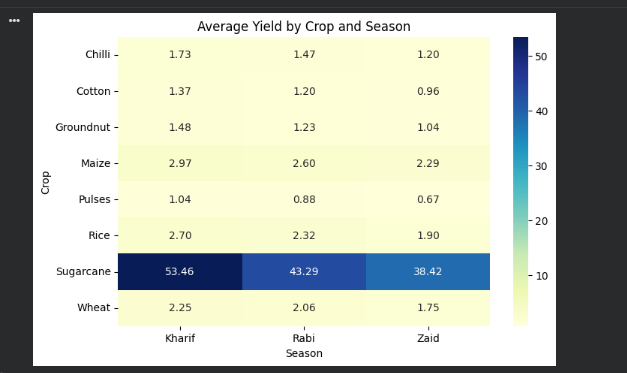 Average Yield by Crop and Season
Chilli 1.73 1.47 1.20
Cotton 1.37 1.20 0.96
Groundnut 1.48 1.23 1.04
Maize 2.97 2.60 2.29
Pulses 1.04 0.88 0.67
Rice 2.70 2.32 1.90
Sugarcane 53.46 43.29 38.42
Wheat 2.25 2.06 1.75
Kharif Rabi Zaid
Season
Crop
50
40
30
20
10